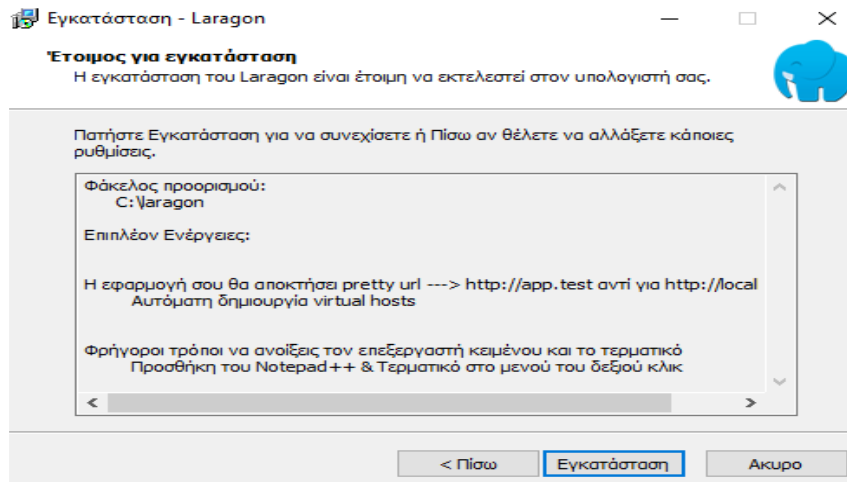 Εγκατάσταση - Laragon
Έτοιμος για εγκατάσταση
Η εγκατάσταση του Laragon είναι έτοιμη να εκτελεστεί στον υπολογιστή σας.
Πατήστε Εγκατάσταση για να συνεχίσετε ή Πίσω αν θέλετε να αλλάξετε κάποιες
ρυθμίσεις.
Φάκελος προορισμού:
C:\laragon
Επιπλέον Ενέργειες:
Η εφαρμογή σου θα αποκτήσει pretty url ---> http://app.test αντί για http://local
Αυτόματη δημιουργία virtual hosts
Φρήγοροι τρόποι να ανοίξεις τον επεξεργαστή κειμένου και το τερματικό
Προσθήκη του Notepad++ & Τερματικό στο μενού του δεξιού κλικ
< Πίσω
Εγκατάσταση
Ακυρο